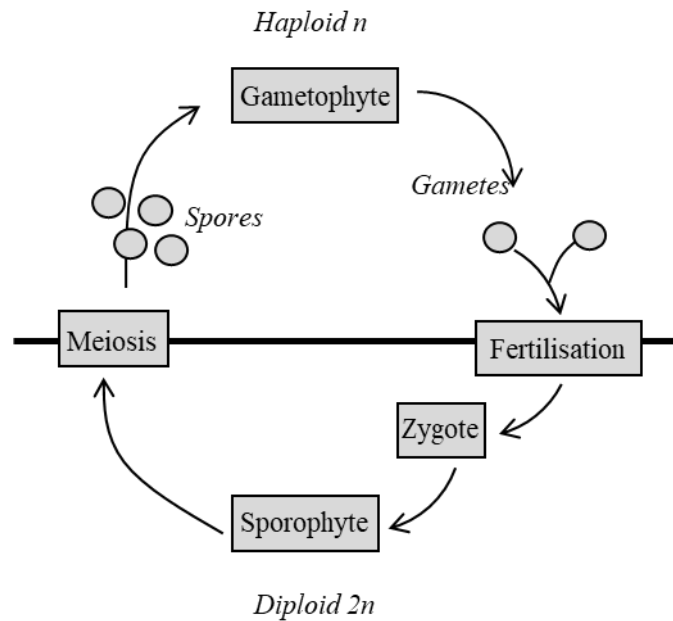 Haploid n
Gametophyte
Gametes
Spores
Meiosis
Fertilisation
Zygote
Sporophyte
Diploid 2n